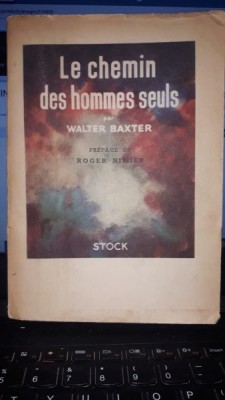 Le chemin
des hommes seuls
par
WALTER BAXTER
PRÉFACE DE
ROGER NIMIER
STOCK